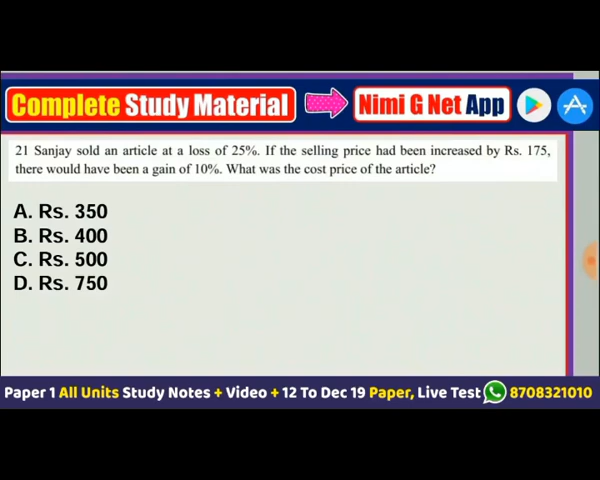 Complete Study Material Nimi G Net App
21 Sanjay sold an article at a loss of 25%. If the selling price had been increased by Rs. 175,
there would have been a gain of 10%. What was the cost price of the article?
A. Rs. 350
B. Rs. 400
C. Rs. 500
D. Rs. 750
Paper 1 All Units Study Notes + Video + 12 To Dec 19 Paper, Live Test 8708321010